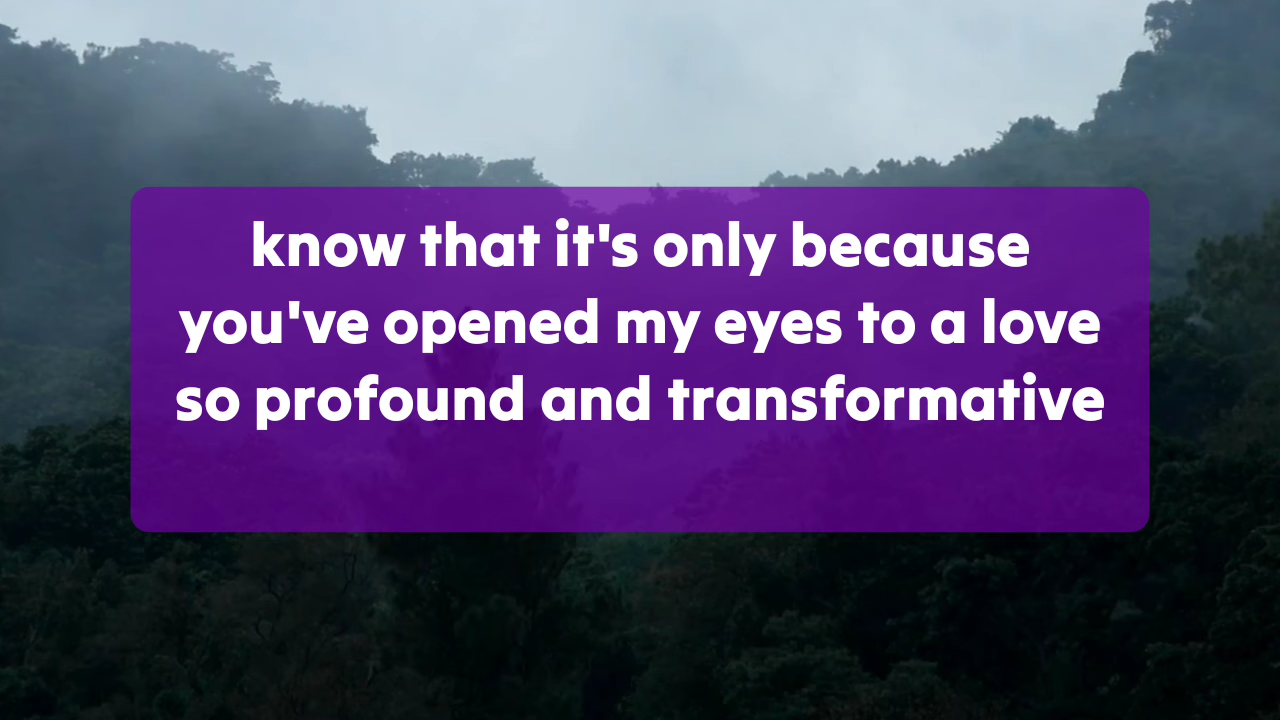 know that it's only because
you've opened my eyes to a love
so profound and transformative